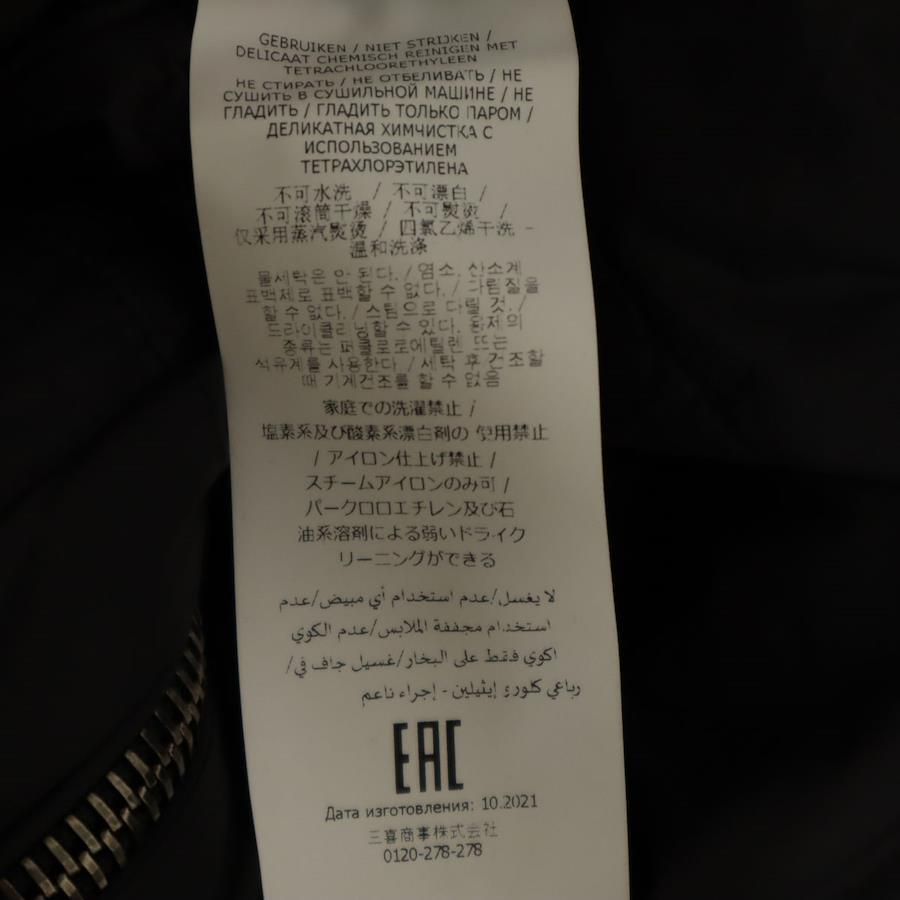 GEBRUIKEN / NIET STRIJKEN /
DELICAAT CHEMISCH REINIGEN MET
TETRACHLOORETHYLEEN
НЕ СТИРАТЬ / НЕ ОТБЕЛИВАТЬ / НЕ
СУШИТЬ В СУШИЛЬНОЙ МАШИНЕ / НЕ
ГЛАДИТЬ / ГЛАДИТЬ ТОЛЬКО ПАРОМ /
ДЕЛИКАТНАЯ ХИМЧИСТКА С
ИСПОЛЬЗОВАНИЕМ
ТЕТРАХЛОРЭТИЛЕНА
不可水洗 / 不可漂白 /
不可滚筒干燥 / 不可熨烫 /
仅采用蒸汽熨烫 / 四氯乙烯干洗 -
温和洗涤
물세탁은 안 된다. / 염소, 산소계
표백제로 표백할 수 없다. / 다림질을
할 수 없다. / 스팀으로 다릴 것. /
드라이클리닝할 수 있다. 용제의
종류는 퍼클로로에틸렌 또는
석유계를 사용한다 / 세탁 후 건조할
때 기계건조를 할 수 없음
家庭での洗濯禁止 /
塩素系及び酸素系漂白剤の 使用禁止
/ アイロン仕上げ禁止 /
スチームアイロンのみ可 /
パークロロエチレン及び石
油系溶剤による弱いドライク
リーニングができる
لا يغسل/عدم استخدام أي مبيض/عدم
استخدام مجففة الملابس/عدم الكوي
اكوي فقط على البخار/غسيل جاف في/
رباعي كلورو إيثيلين - إجراء ناعم
EAC
Дата изготовления: 10.2021
三喜商事株式会社
0120-278-278